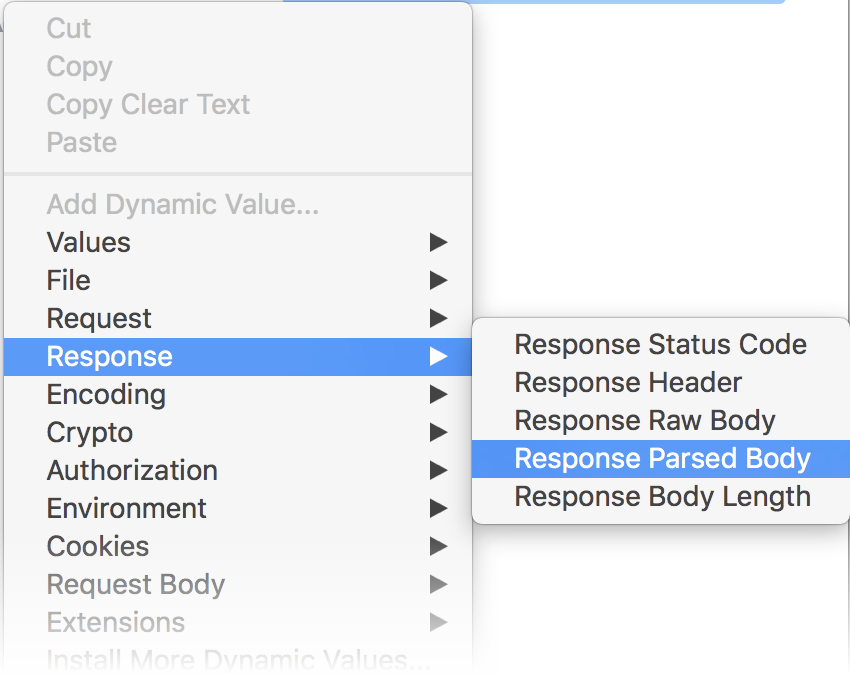 Cut
Copy
Copy Clear Text
Paste
Add Dynamic Value...
Values
File
Request
Response
Encoding
Crypto
Authorization
Environment
Cookies
Request Body
Extensions
Install More Dynamic Values...
Response Status Code
Response Header
Response Raw Body
Response Parsed Body
Response Body Length